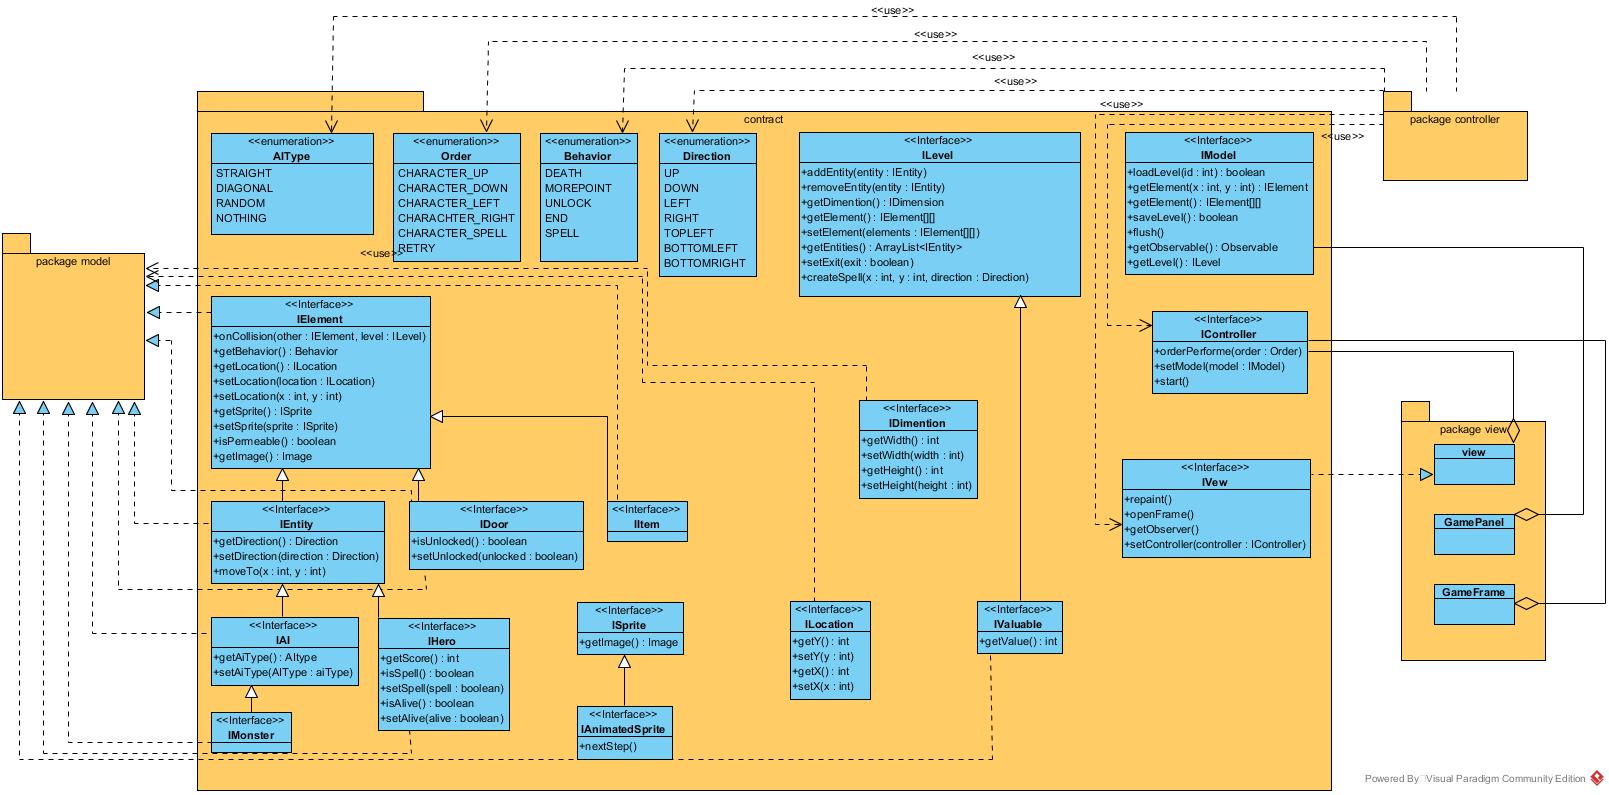 <<use>>
<<use>>
<<use>>
<<use>>
<<use>>
<<use>>
contract
package controller
<<enumeration>>
AIType
STRAIGHT
DIAGONAL
RANDOM
NOTHING
<<enumeration>>
Order
CHARACTER_UP
CHARACTER_DOWN
CHARACTER_LEFT
CHARACHTER_RIGHT
CHARACTER_SPELL
RETRY
<<enumeration>>
Behavior
DEATH
MOREPOINT
UNLOCK
END
SPELL
<<enumeration>>
Direction
UP
DOWN
LEFT
RIGHT
TOPLEFT
BOTTOMLEFT
BOTTOMRIGHT
<<Interface>>
ILevel
+addEntity(entity : IEntity)
+removeEntity(entity : IEntity)
+getDimention() : IDimension
+getElement() : IElement[][]
+setElement(elements : IElement[][])
+getEntities() : ArrayList<IEntity>
+setExit(exit : boolean)
+createSpell(x : int, y : int, direction : Direction)
<<Interface>>
IModel
+loadLevel(id : int) : boolean
+getElement(x : int, y : int) : IElement
+getElement() : IElement[][]
+saveLevel() : boolean
+flush()
+getObservable() : Observable
+getLevel() : ILevel
<<use>>
package model
<<Interface>>
IElement
+onCollision(other : IElement, level : ILevel)
+getBehavior() : Behavior
+getLocation() : ILocation
+setLocation(location : ILocation)
+setLocation(x : int, y : int)
+getSprite() : ISprite
+setSprite(sprite : ISprite)
+isPermeable() : boolean
+getImage() : Image
<<Interface>>
IController
+orderPerforme(order : Order)
+setModel(model : IModel)
+start()
<<Interface>>
IDimention
+getWidth() : int
+setWidth(width : int)
+getHeight() : int
+setHeight(height : int)
package view
view
GamePanel
GameFrame
<<Interface>>
IVew
+repaint()
+openFrame()
+getObserver()
+setController(controller : IController)
<<Interface>>
IEntity
+getDirection() : Direction
+setDirection(direction : Direction)
+moveTo(x : int, y : int)
<<Interface>>
IDoor
+isUnlocked() : boolean
+setUnlocked(unlocked : boolean)
<<Interface>>
IItem
<<Interface>>
IAI
+getAiType() : AItype
+setAiType(AIType : aiType)
<<Interface>>
IHero
+getScore() : int
+isSpell() : boolean
+setSpell(spell : boolean)
+isAlive() : boolean
+setAlive(alive : boolean)
<<Interface>>
ISprite
+getImage() : Image
<<Interface>>
ILocation
+getY() : int
+setY(y : int)
+getX() : int
+setX(x : int)
<<Interface>>
IValuable
+getValue() : int
<<Interface>>
IMonster
<<Interface>>
IAnimatedSprite
+nextStep()
Powered By Visual Paradigm Community Edition